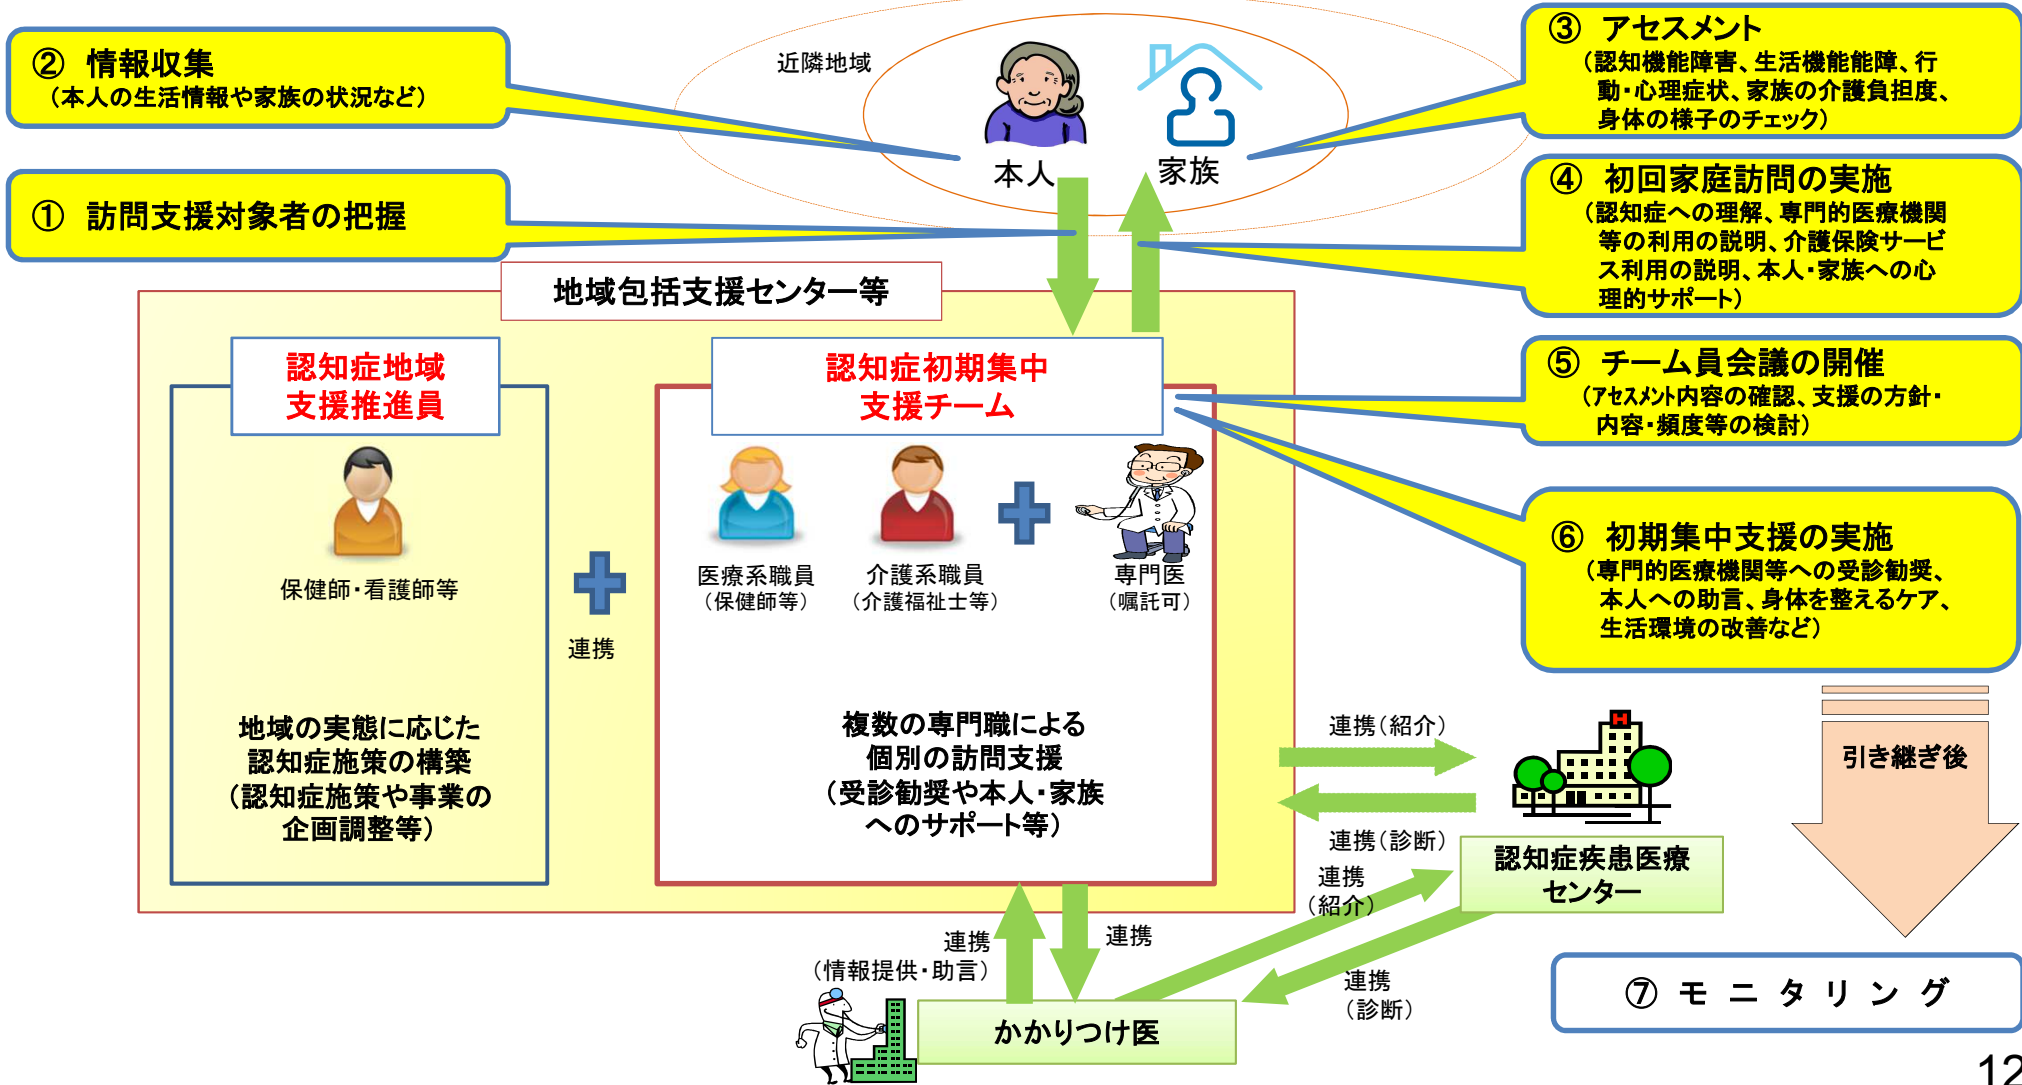 ② 情報収集
（本人の生活情報や家族の状況など）
① 訪問支援対象者の把握
近隣地域
本人
家族
③ アセスメント
（認知機能障害、生活機能能障、行
動・心理症状、家族の介護負担度、
身体の様子のチェック）
④ 初回家庭訪問の実施
（認知症への理解、専門的医療機関
等の利用の説明、介護保険サービ
ス利用の説明、本人・家族への心
理的サポート）
⑤ チーム員会議の開催
（アセスメント内容の確認、支援の方針・
内容・頻度等の検討）
⑥ 初期集中支援の実施
（専門的医療機関等への受診勧奨、
本人への助言、身体を整えるケア、
生活環境の改善など）
地域包括支援センター等
認知症地域
支援推進員
保健師・看護師等
地域の実態に応じた
認知症施策の構築
（認知症施策や事業の
企画調整等）
連携
認知症初期集中
支援チーム
医療系職員
（保健師等）
介護系職員
（介護福祉士等）
専門医
（嘱託可）
複数の専門職による
個別の訪問支援
（受診勧奨や本人・家族
へのサポート等）
連携（紹介）
連携（診断）
H
認知症疾患医療
センター
引き継ぎ後
連携
（紹介）
連携
（診断）
連携
（情報提供・助言）
連携
かかりつけ医
⑦ モニタリング
12